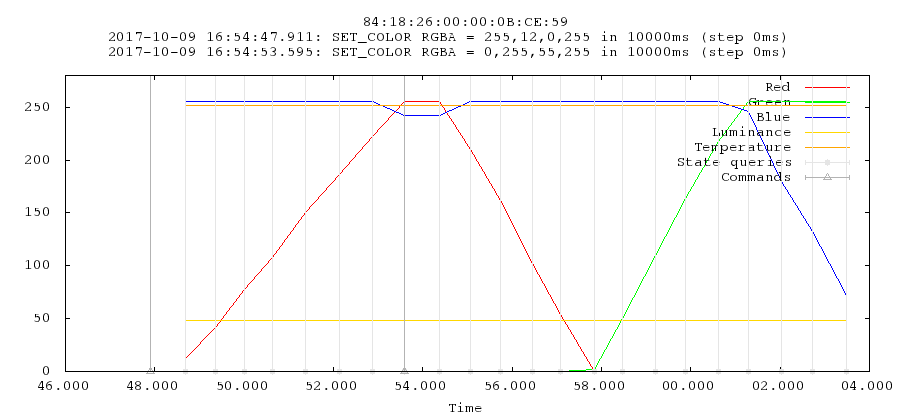 84:18:26:00:00:0B:CE:59
2017-10-09 16:54:47.911: SET_COLOR RGBA = 255,12,0,255 in 10000ms (step 0ms)
2017-10-09 16:54:53.595: SET_COLOR RGBA = 0,255,55,255 in 10000ms (step 0ms)
Red
Green
Blue
Luminance
Temperature
State queries
Commands
250
200
150
100
50
0
46.000 48.000 50.000 52.000 54.000 56.000 58.000 00.000 02.000 04.000
Time